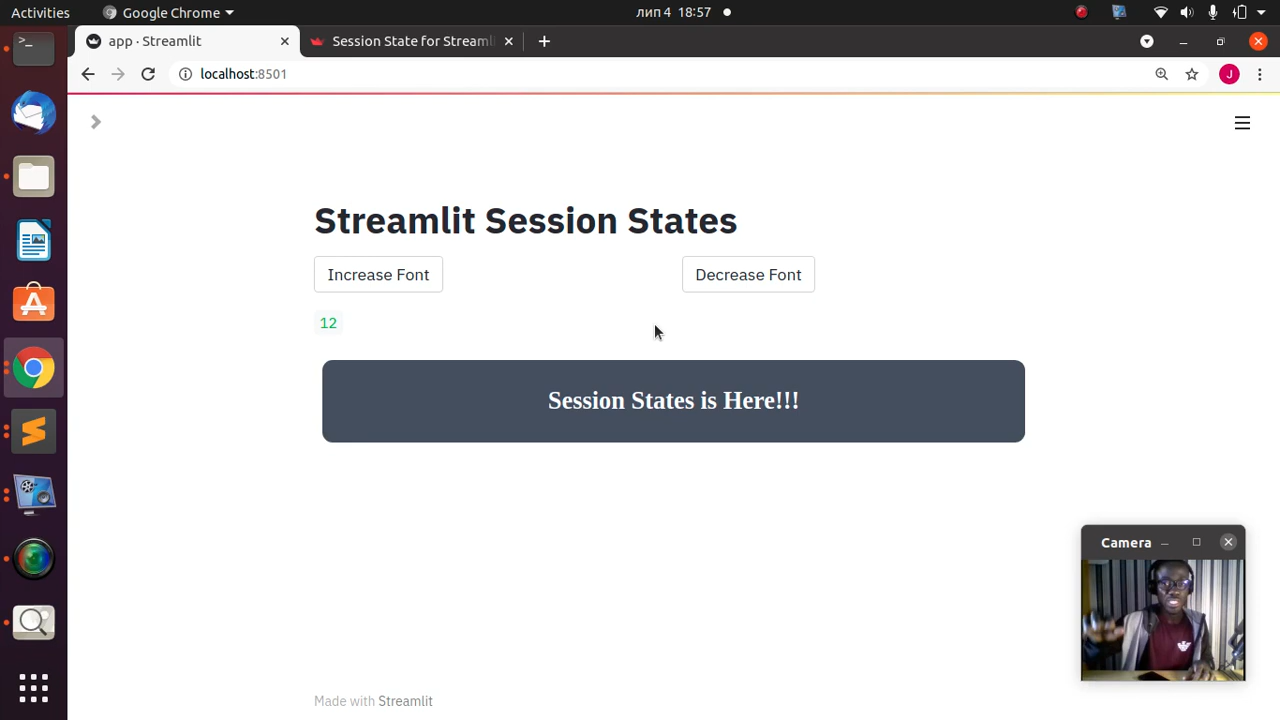 Activities
Google Chrome
лип 4 18:57
app · Streamlit
Session State for Streaml
localhost:8501
J
Streamlit Session States
Increase Font
Decrease Font
12
Session States is Here!!!
Camera
Made with Streamlit